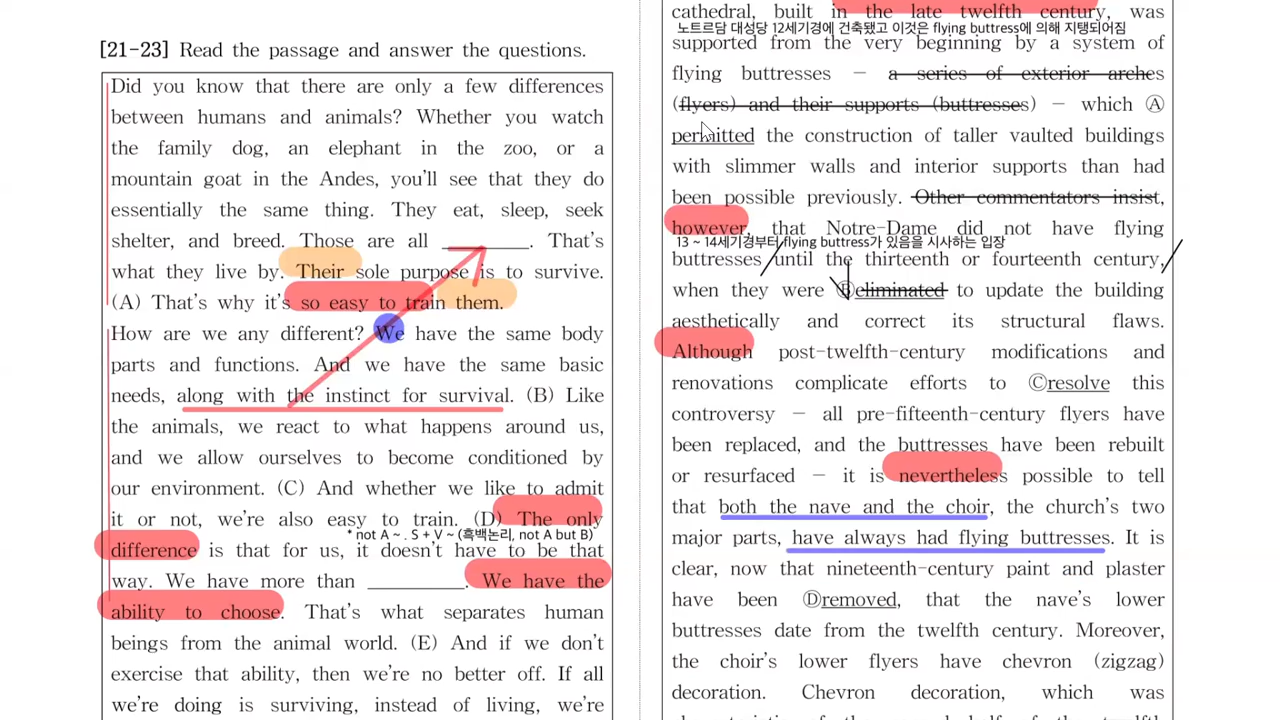 [21-23] Read the passage and answer the questions.
Did you know that there are only a few differences
between humans and animals? Whether you watch
the family dog, an elephant in the zoo, or a
mountain goat in the Andes, you'll see that they do
essentially the same thing. They eat, sleep, seek
shelter, and breed. Those are all _________. That's
what they live by. Their sole purpose is to survive.
(A) That's why it's so easy to train them.
How are we any different? We have the same body
parts and functions. And we have the same basic
needs, along with the instinct for survival. (B) Like
the animals, we react to what happens around us,
and we allow ourselves to become conditioned by
our environment. (C) And whether we like to admit
it or not, we're also easy to train. (D) The only
* not A ~ . S + V ~ (흑백논리, not A but B)
difference is that for us, it doesn't have to be that
way. We have more than __________. We have the
ability to choose. That's what separates human
beings from the animal world. (E) And if we don't
exercise that ability, then we're no better off. If all
we're doing is surviving, instead of living, we're
cathedral, built in the late twelfth century, was
노트르담 대성당 12세기경에 건축됐고 이것은 flying buttress에 의해 지탱되어짐
supported from the very beginning by a system of
flying buttresses – a series of exterior arches
(flyers) and their supports (buttresses) – which Ⓐ
permitted the construction of taller vaulted buildings
with slimmer walls and interior supports than had
been possible previously. Other commentators insist,
however, that Notre-Dame did not have flying
13 ~ 14세기경부터 flying buttress가 있음을 시사하는 입장
buttresses until the thirteenth or fourteenth century,
when they were Ⓑeliminated to update the building
aesthetically and correct its structural flaws.
Although post-twelfth-century modifications and
renovations complicate efforts to Ⓒresolve this
controversy – all pre-fifteenth-century flyers have
been replaced, and the buttresses have been rebuilt
or resurfaced – it is nevertheless possible to tell
that both the nave and the choir, the church's two
major parts, have always had flying buttresses. It is
clear, now that nineteenth-century paint and plaster
have been Ⓓremoved, that the nave's lower
buttresses date from the twelfth century. Moreover,
the choir's lower flyers have chevron (zigzag)
decoration. Chevron decoration, which was